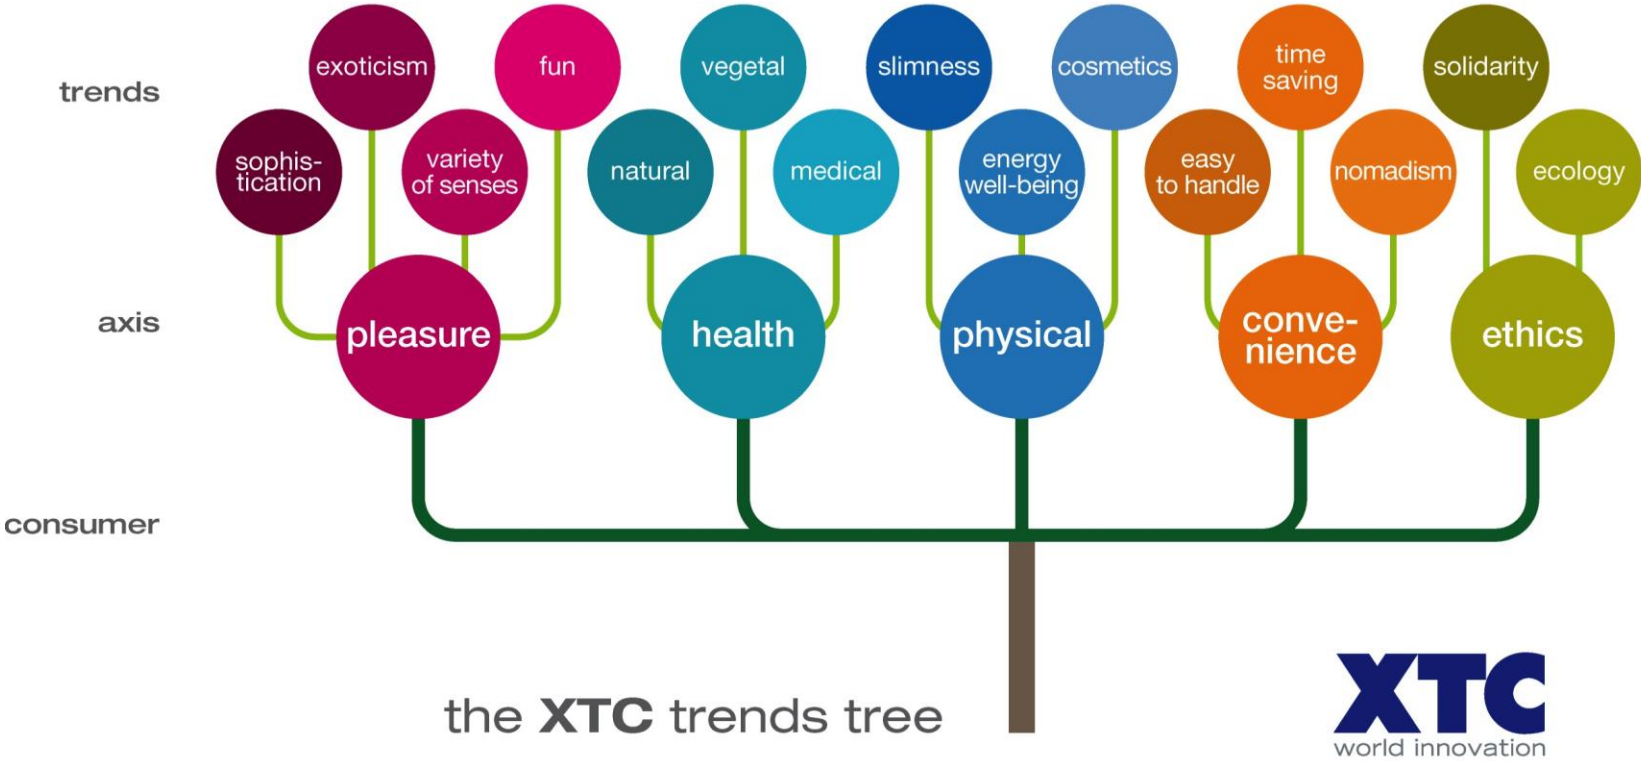 trends
exoticism
fun
vegetal
slimness
cosmetics
time
saving
solidarity
sophis-
tication
variety
of senses
natural
medical
energy
well-being
easy
to handle
nomadism
ecology
axis
pleasure
health
physical
conve-
nience
ethics
consumer
the XTC trends tree
XTC
world innovation